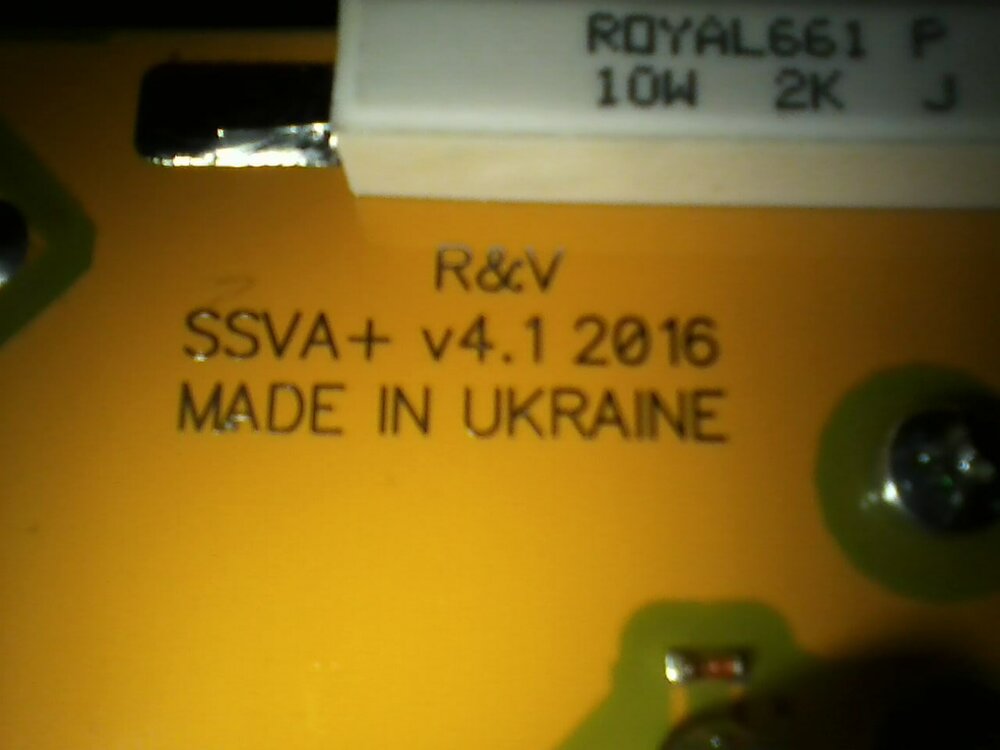 ROYAL661 P
10W 2K J
R&V
SSVA+ v4.1 2016
MADE IN UKRAINE